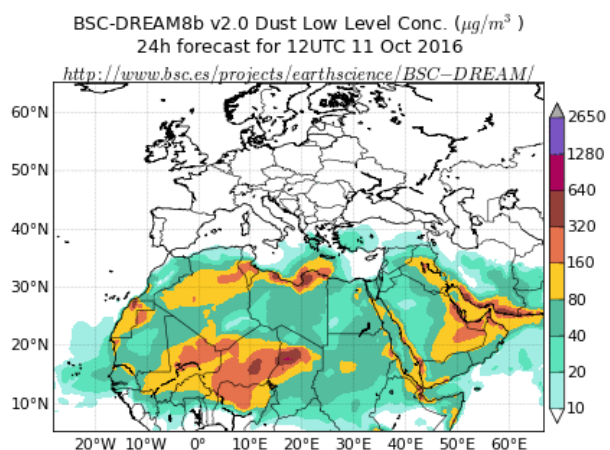 BSC-DREAM8b v2.0 Dust Low Level Conc. (μg/m³ )
24h forecast for 12UTC 11 Oct 2016
http://www.bsc.es/projects/earthscience/BSC−DREAM/
60°N
50°N
40°N
30°N
20°N
10°N
20°W 10°W 0° 10°E 20°E 30°E 40°E 50°E 60°E
2650
1280
640
320
160
80
40
20
10